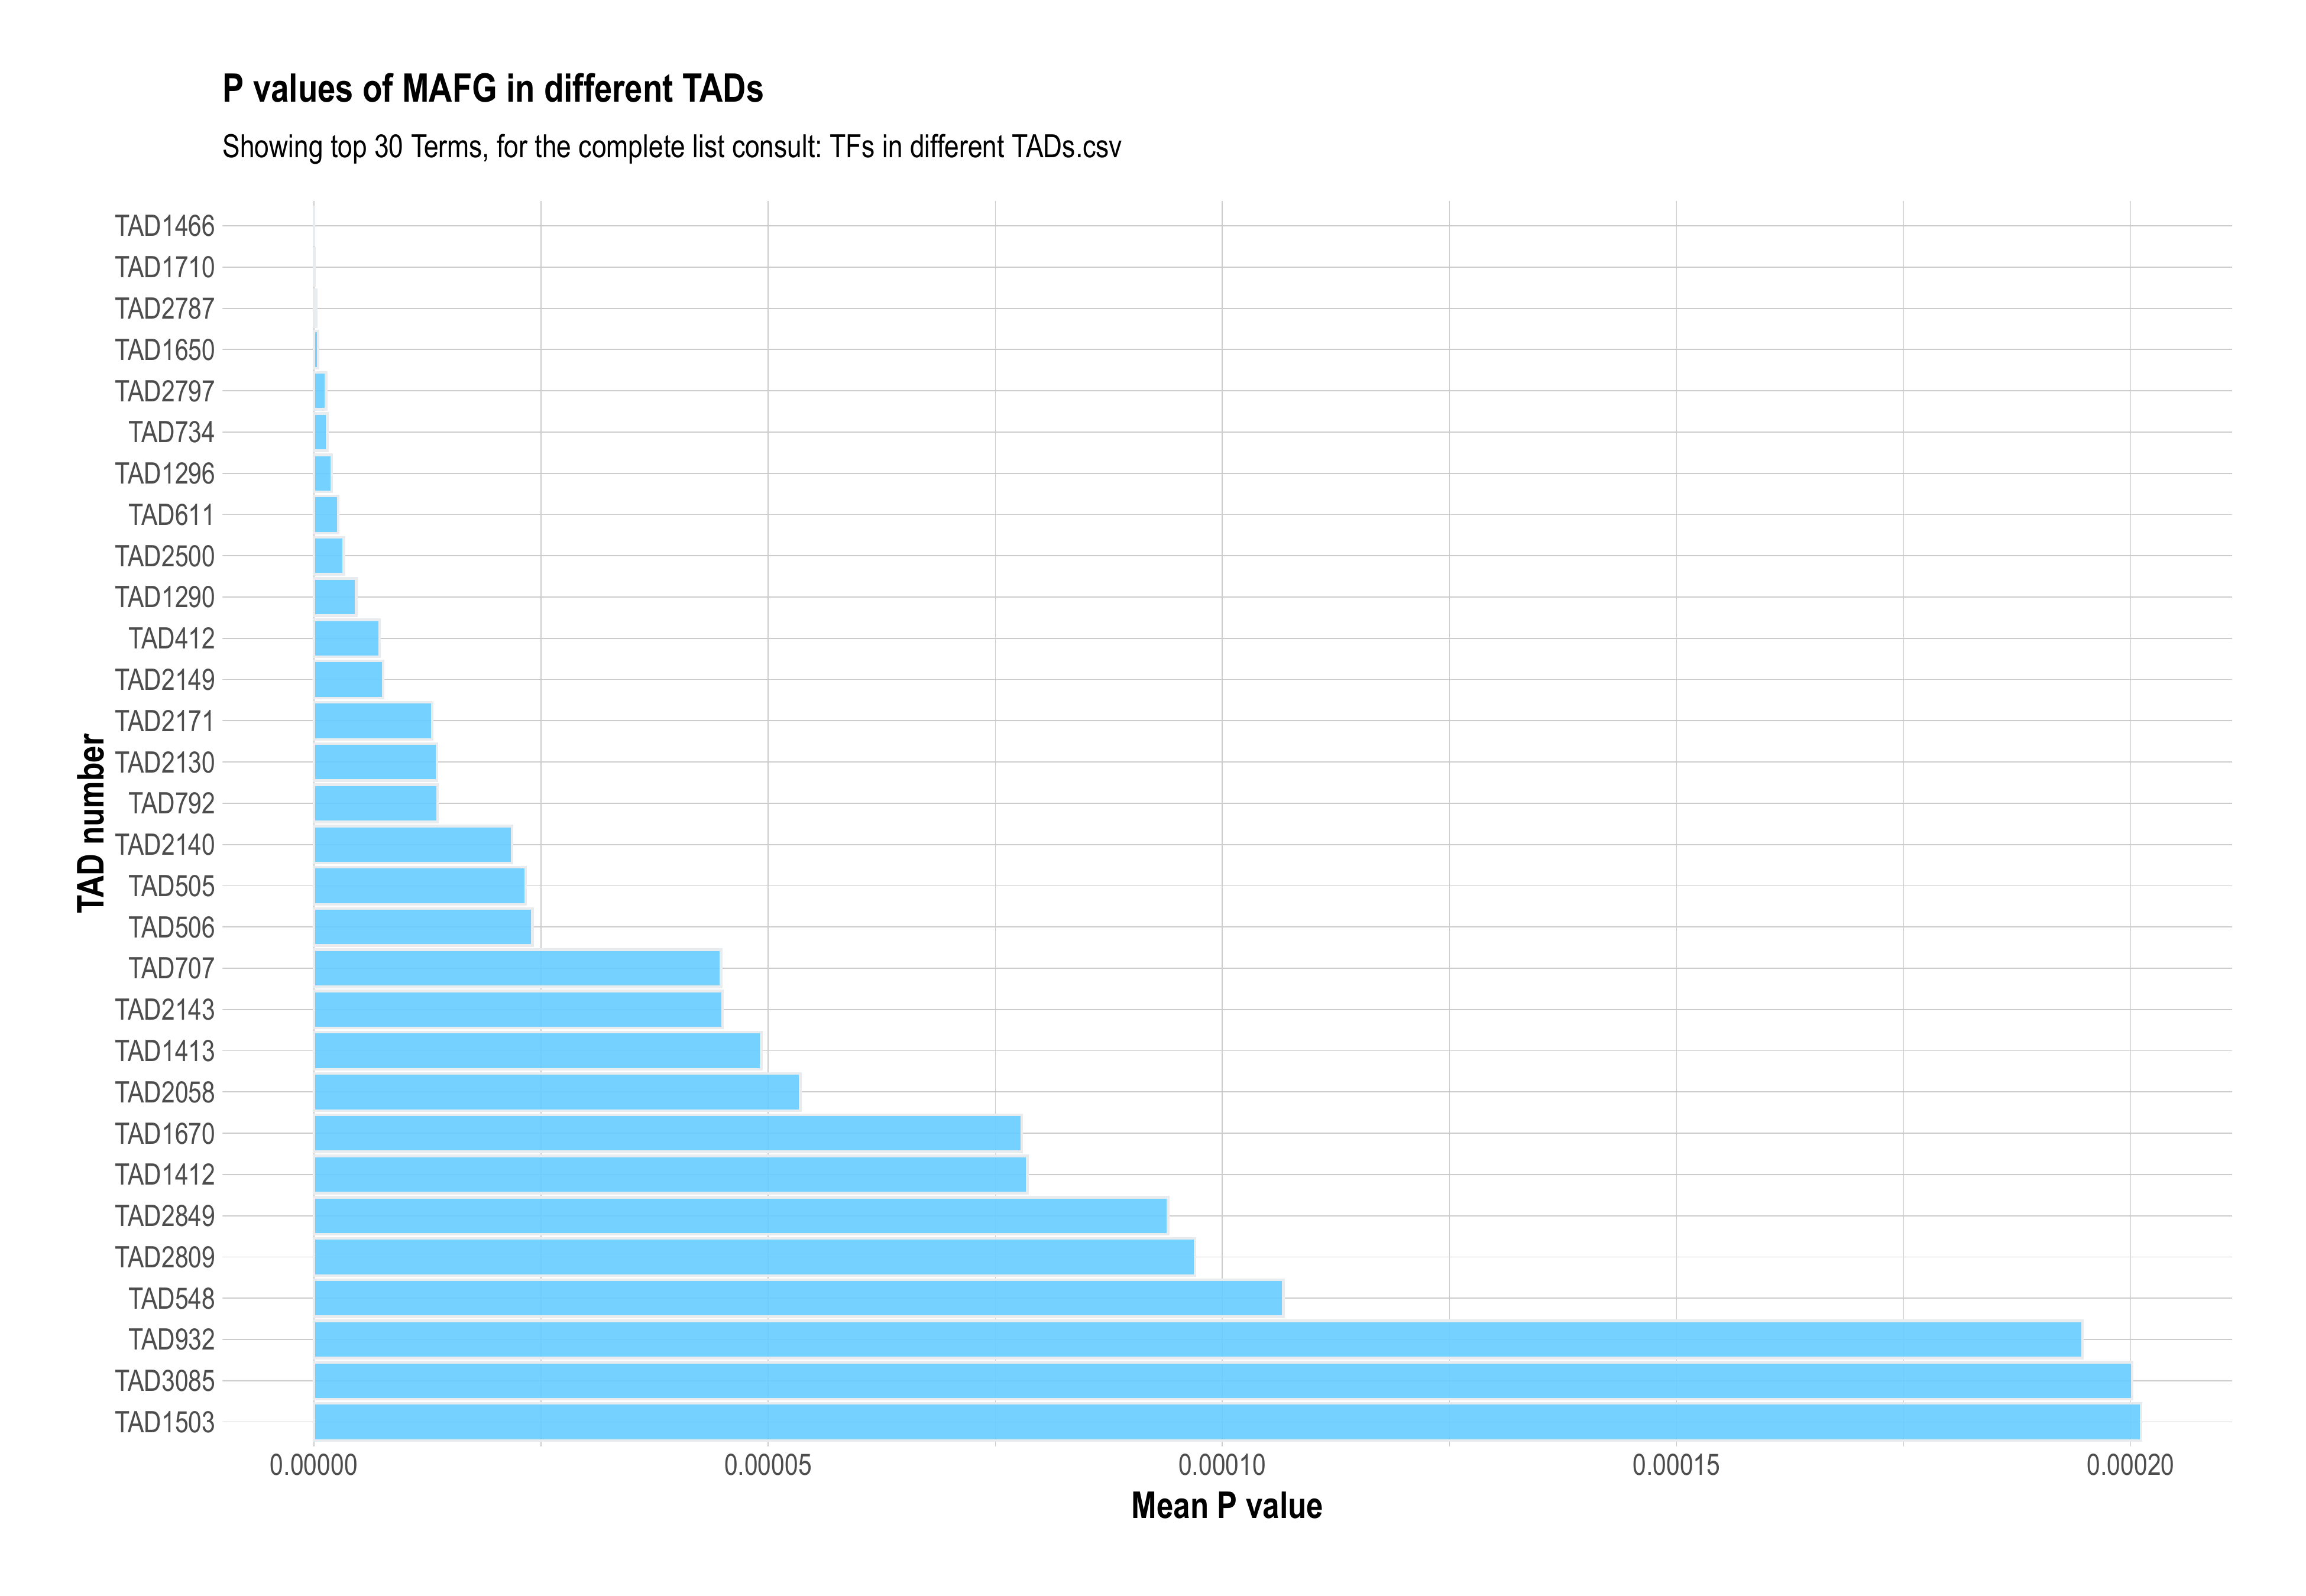 P values of MAFG in different TADs
Showing top 30 Terms, for the complete list consult: TFs in different TADs.csv
TAD number
TAD1466
TAD1710
TAD2787
TAD1650
TAD2797
TAD734
TAD1296
TAD611
TAD2500
TAD1290
TAD412
TAD2149
TAD2171
TAD2130
TAD792
TAD2140
TAD505
TAD506
TAD707
TAD2143
TAD1413
TAD2058
TAD1670
TAD1412
TAD2849
TAD2809
TAD548
TAD932
TAD3085
TAD1503
0.00000 0.00005 0.00010 0.00015 0.00020
Mean P value